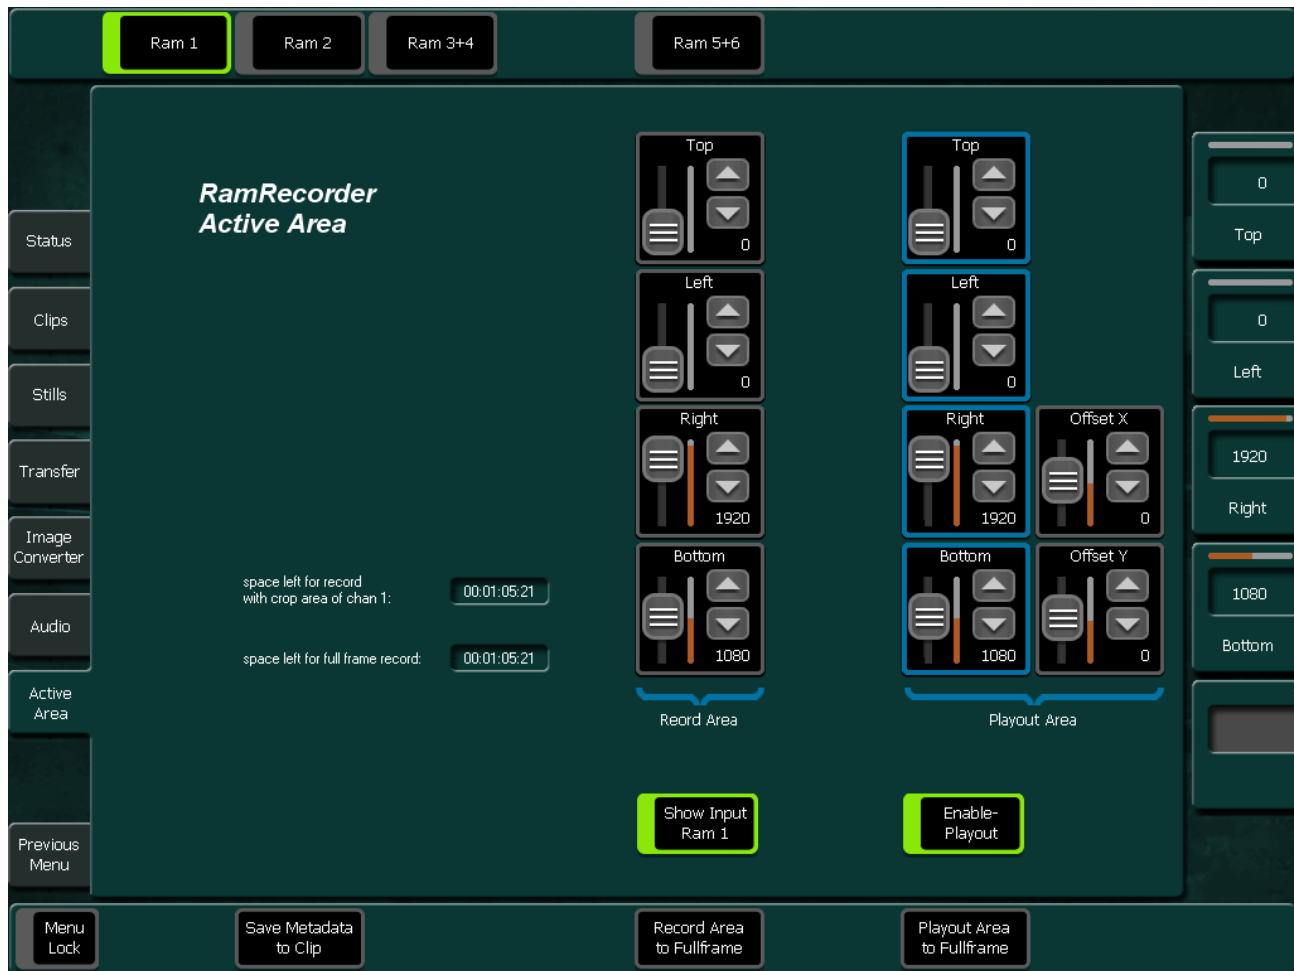 Ram 1
Ram 2
Ram 3+4
Ram 5+6
RamRecorder
Active Area
Status
Clips
Stills
Transfer
Image
Converter
Audio
Active
Area
Previous
Menu
space left for record
with crop area of chan 1:
00:01:05:21
space left for full frame record:
00:01:05:21
Top
0
Left
0
Right
1920
Bottom
1080
Reord Area
Top
0
Left
0
Right
1920
Offset X
0
Bottom
1080
Offset Y
0
Playout Area
Show Input
Ram 1
Enable-
Playout
0
Top
0
Left
1920
Right
1080
Bottom
Menu
Lock
Save Metadata
to Clip
Record Area
to Fullframe
Playout Area
to Fullframe